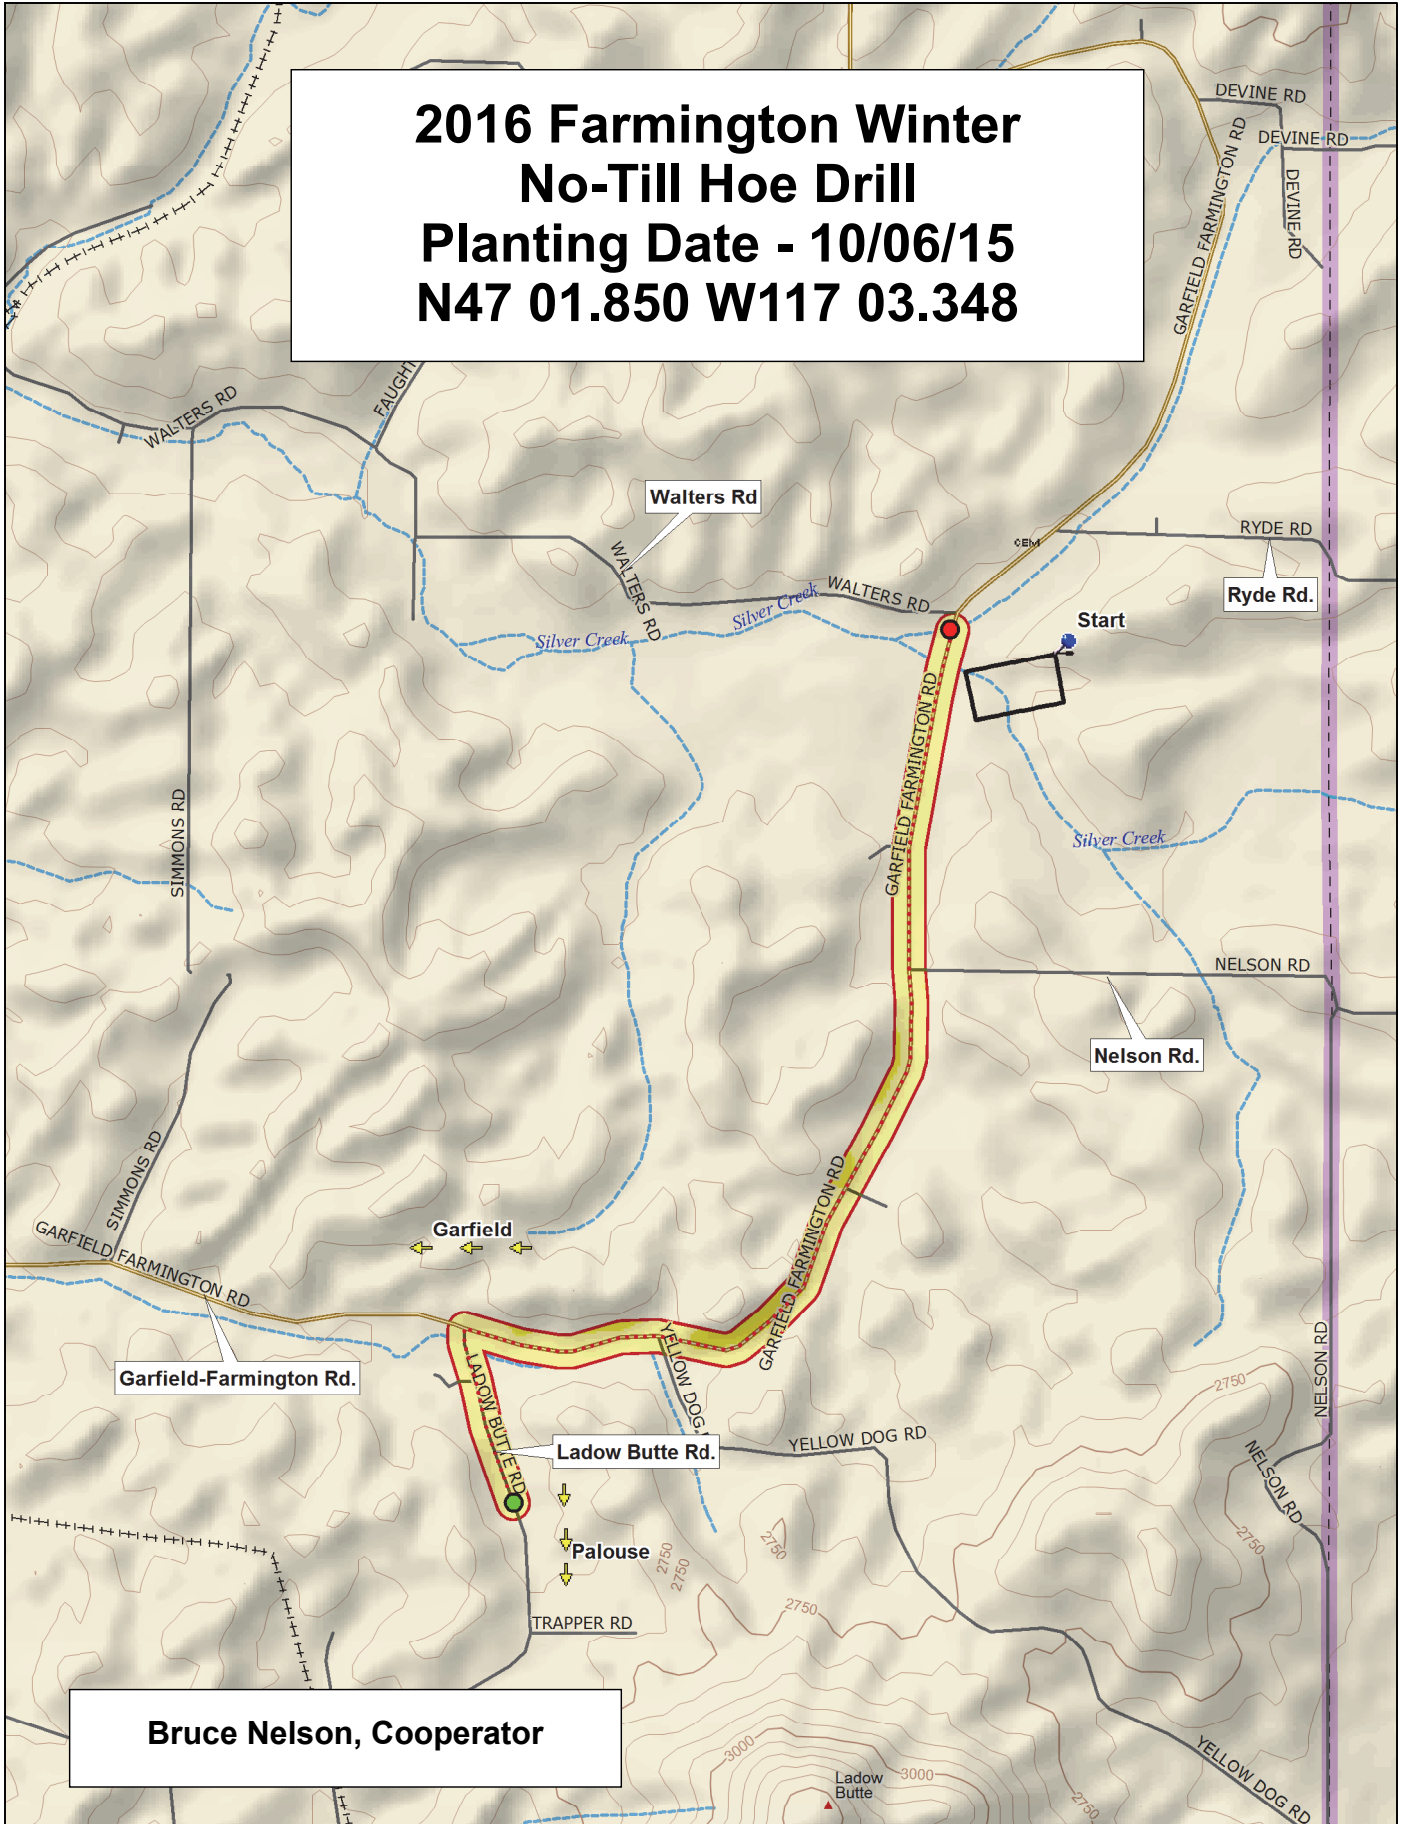 2016 Farmington Winter
No-Till Hoe Drill
Planting Date - 10/06/15
N47 01.850 W117 03.348
DEVINE RD
DEVINE RD
DEVINE RD
GARFIELD FARMINGTON RD
WALTERS RD
FAUGHT
Walters Rd
WALTERS RD
WALTERS RD
CEM
RYDE RD
Ryde Rd.
Silver Creek
Silver Creek
Start
GARFIELD FARMINGTON RD
SIMMONS RD
Silver Creek
NELSON RD
Nelson Rd.
SIMMONS RD
GARFIELD FARMINGTON RD
Garfield
GARFIELD FARMINGTON RD
Garfield-Farmington Rd.
YELLOW DOG
LADOW BUTTE RD
Ladow Butte Rd.
YELLOW DOG RD
2750
NELSON RD
NELSON RD
2750
2750
2750
2750
Palouse
2750
TRAPPER RD
Bruce Nelson, Cooperator
3000
3000
Ladow
Butte
2750
YELLOW DOG RD